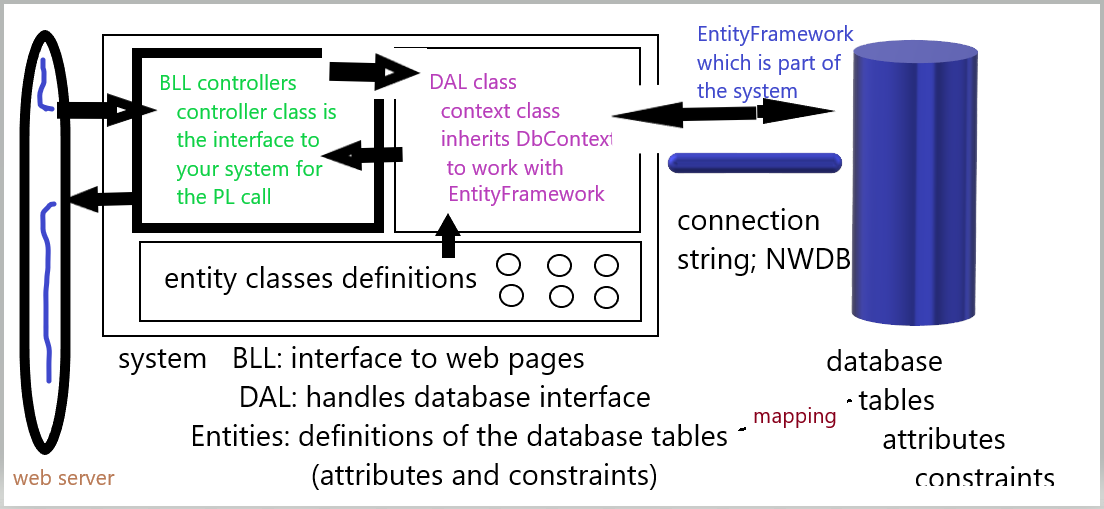 EntityFramework
which is part of
the system
BLL controllers
controller class is
the interface to
your system for
the PL call
DAL class
context class
inherits DbContext
to work with
EntityFramework
connection
string; NWDB
entity classes definitions
system BLL: interface to web pages
DAL: handles database interface
Entities: definitions of the database tables
(attributes and constraints)
mapping
database
tables
attributes
constraints
web server